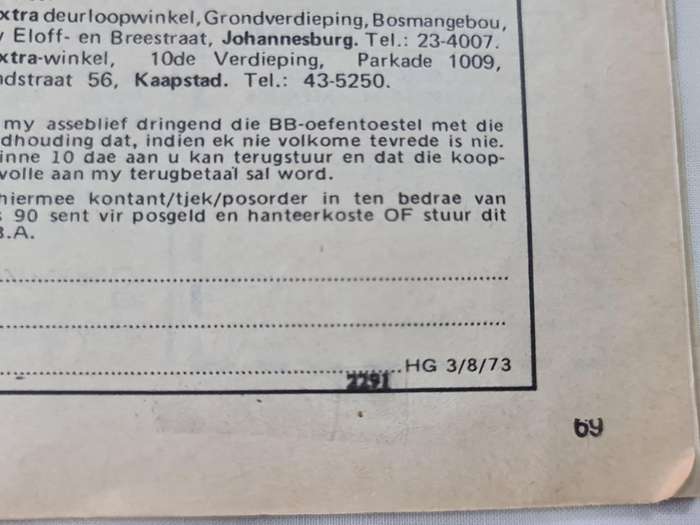 xtra deurloopwinkel, Grondverdieping, Bosmangebou,
Eloff- en Breestraat, Johannesburg. Tel.: 23-4007.
xtra-winkel, 10de Verdieping, Parkade 1009,
dstraat 56, Kaapstad. Tel.: 43-5250.
my asseblief dringend die BB-oefentoestel met die
dhouding dat, indien ek nie volkome tevrede is nie.
inne 10 dae aan u kan terugstuur en dat die koop-
volle aan my terugbetaal sal word.
hiermee kontant/tjek/posorder in ten bedrae van
s 90 sent vir posgeld en hanteerkoste OF stuur dit
B.A.
HG 3/8/73
2291
69